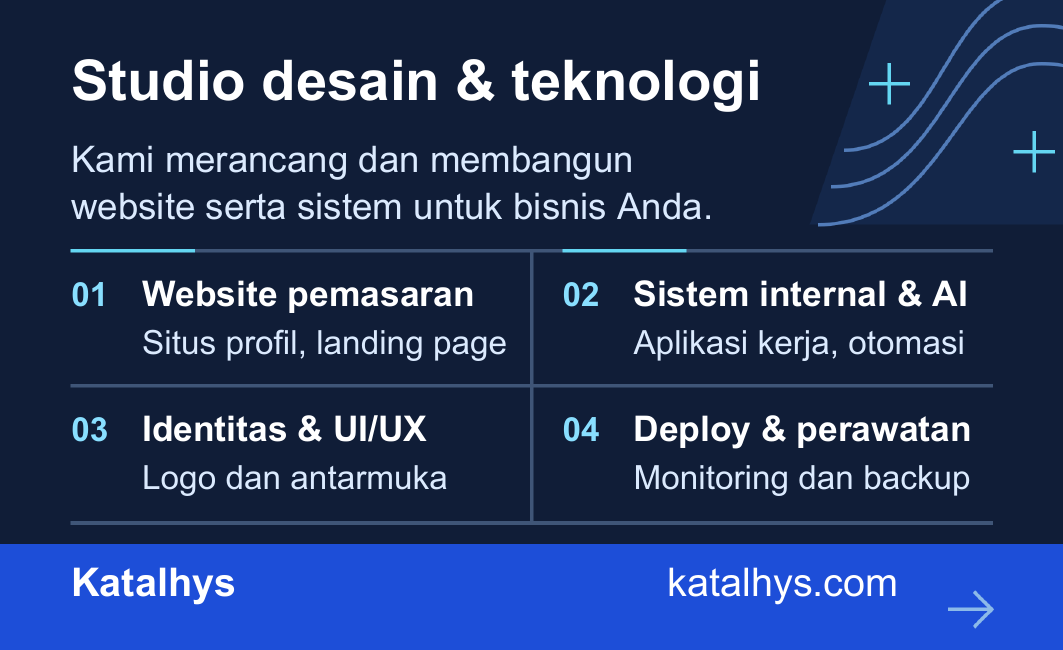 Studio desain & teknologi
Kami merancang dan membangun
website serta sistem untuk bisnis Anda.
01 Website pemasaran
Situs profil, landing page
02 Sistem internal & AI
Aplikasi kerja, otomasi
03 Identitas & UI/UX
Logo dan antarmuka
04 Deploy & perawatan
Monitoring dan backup
Katalhys
katalhys.com